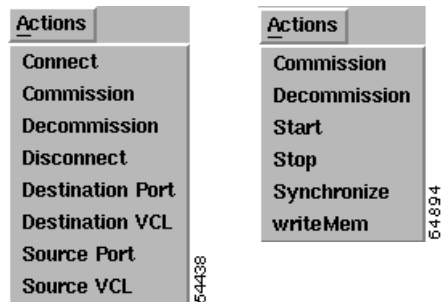 Actions
Connect
Commission
Decommission
Disconnect
Destination Port
Destination VCL
Source Port
Source VCL
54438
Actions
Commission
Decommission
Start
Stop
Synchronize
writeMem
64894